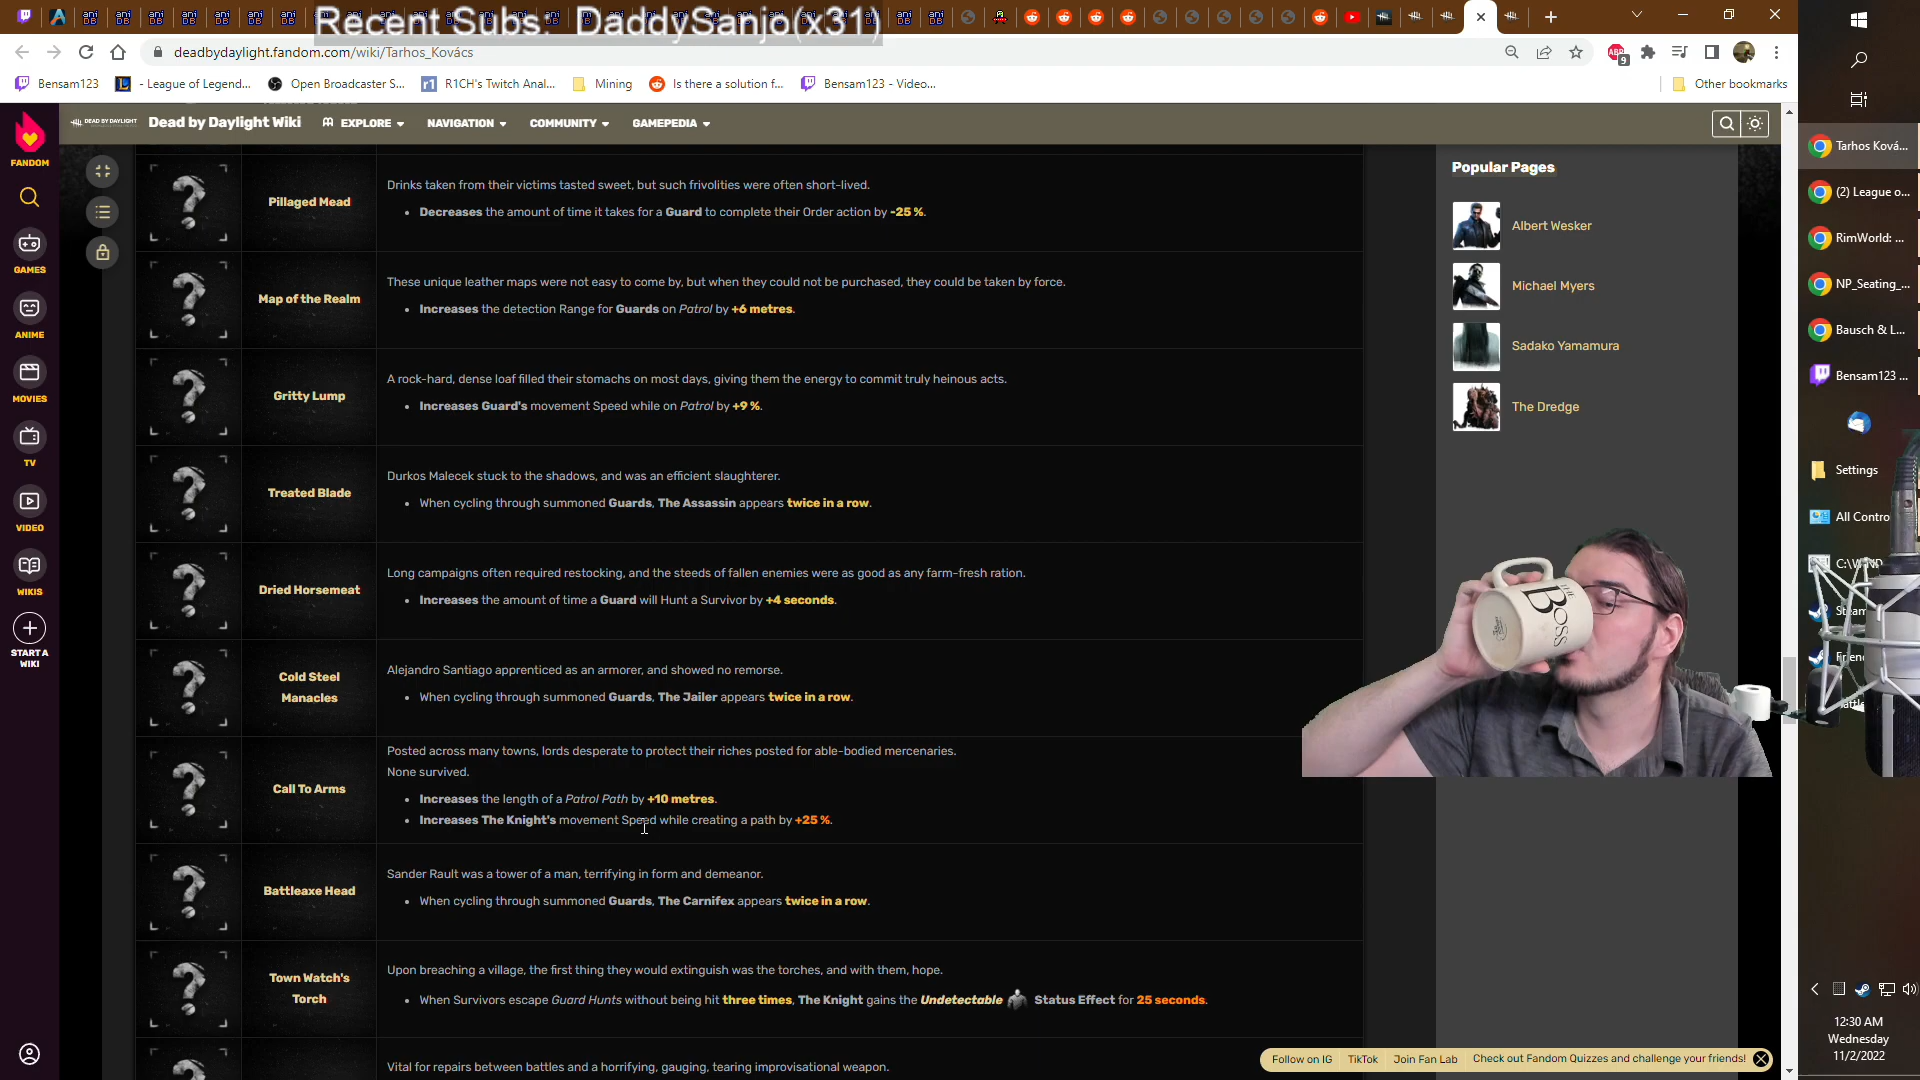 Recent Subs: DaddySanjo(x31)
deadbydaylight.fandom.com/wiki/Tarhos_Kovács
Bensam123
- League of Legend...
Open Broadcaster S...
R1CH's Twitch Anal...
Mining
Is there a solution f...
Bensam123 - Video...
Other bookmarks
DEAD BY DAYLIGHT
Dead by Daylight Wiki
EXPLORE
NAVIGATION
COMMUNITY
GAMEPEDIA
FANDOM
GAMES
ANIME
MOVIES
TV
VIDEO
WIKIS
START A
WIKI
Pillaged Mead
Drinks taken from their victims tasted sweet, but such frivolities were often short-lived.
Decreases the amount of time it takes for a Guard to complete their Order action by -25 %.
Map of the Realm
These unique leather maps were not easy to come by, but when they could not be purchased, they could be taken by force.
Increases the detection Range for Guards on Patrol by +6 metres.
Gritty Lump
A rock-hard, dense loaf filled their stomachs on most days, giving them the energy to commit truly heinous acts.
Increases Guard's movement Speed while on Patrol by +9 %.
Treated Blade
Durkos Malecek stuck to the shadows, and was an efficient slaughterer.
When cycling through summoned Guards, The Assassin appears twice in a row.
Dried Horsemeat
Long campaigns often required restocking, and the steeds of fallen enemies were as good as any farm-fresh ration.
Increases the amount of time a Guard will Hunt a Survivor by +4 seconds.
Cold Steel
Manacles
Alejandro Santiago apprenticed as an armorer, and showed no remorse.
When cycling through summoned Guards, The Jailer appears twice in a row.
Call To Arms
Posted across many towns, lords desperate to protect their riches posted for able-bodied mercenaries.
None survived.
Increases the length of a Patrol Path by +10 metres.
Increases The Knight's movement Speed while creating a path by +25 %.
Battleaxe Head
Sander Rault was a tower of a man, terrifying in form and demeanor.
When cycling through summoned Guards, The Carnifex appears twice in a row.
Town Watch's
Torch
Upon breaching a village, the first thing they would extinguish was the torches, and with them, hope.
When Survivors escape Guard Hunts without being hit three times, The Knight gains the Undetectable Status Effect for 25 seconds.
Vital for repairs between battles and a horrifying, gauging, tearing improvisational weapon.
Popular Pages
Albert Wesker
Michael Myers
Sadako Yamamura
The Dredge
THE
BOSS
Follow on IG
TikTok
Join Fan Lab
Check out Fandom Quizzes and challenge your friends!
Tarhos Ková...
(2) League o...
RimWorld: ...
NP_Seating_...
Bausch & L...
Bensam123 ...
Settings
All Contro
12:30 AM
Wednesday
11/2/2022